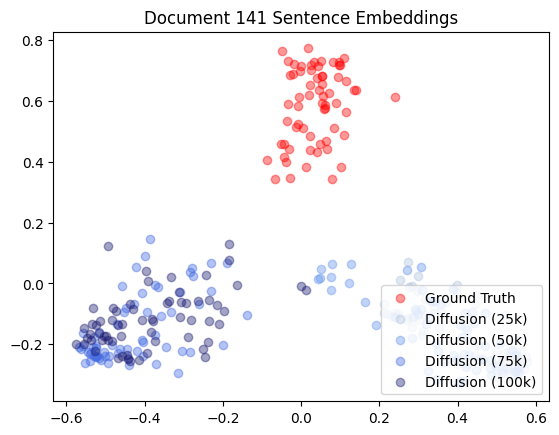 Document 141 Sentence Embeddings
0.8
0.6
0.4
0.2
0.0
−0.2
−0.6
−0.4
−0.2
0.0
0.2
0.4
0.6
Ground Truth
Diffusion (25k)
Diffusion (50k)
Diffusion (75k)
Diffusion (100k)